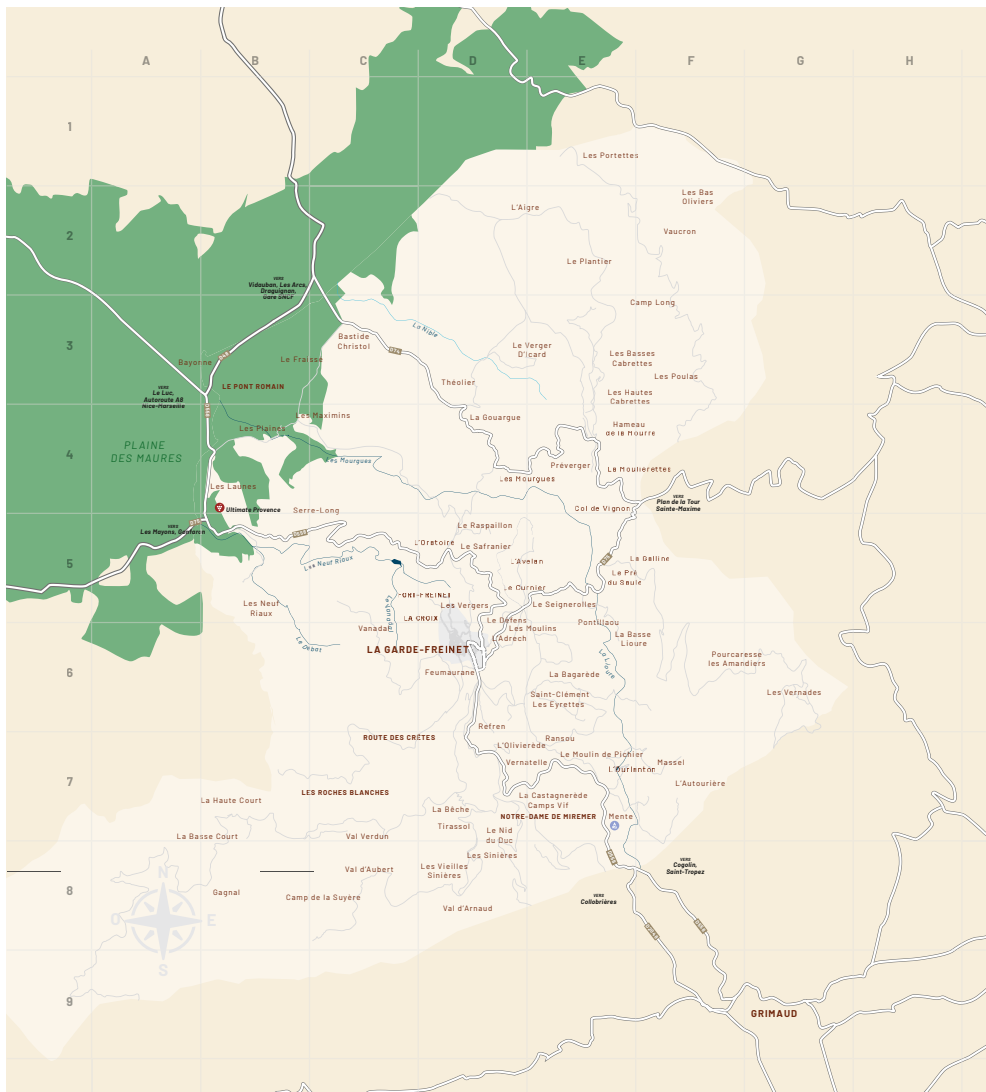 A B C D E F G H
1
Les Portettes
Les Bas
Oliviers
L'Aigre
2
Vaucron
Le Plantier
VERS
Vidauban, Les Arcs,
Draguignan,
Gare SNCF
Camp Long
La Nible
Bastide
Christol
3
Le Verger
D'icard
Les Basses
Cabrettes
Bayonne
Le Fraisse
Les Poulas
Théolier
LE PONT ROMAIN
VERS
Le Luc,
Autoroute A8
Nice-Marseille
Les Hautes
Cabrettes
Les Maximins
La Gouargue
Hameau
de la Mourre
Les Plaines
PLAINE
DES MAURES
4
Les Mourgues
Préverger
La Moulierettes
Les Mourgues
Les Launes
VERS
Plan de la Tour
Sainte-Maxime
Ultimate Provence
Serre-Long
Col de Vignon
VERS
Les Mayons, Gonfaron
Le Raspaillon
L'Oratoire
Le Safranier
5
Les Neuf Rioux
L'Avelan
La Galline
Le Pré
du Saule
Le Curnier
FORT-FREINET
Les Neuf
Riaux
Les Vergers
Le Seignerolles
LA CROIX
Le Défens
Pontillaou
Vanadal
Les Moulins
L'Adrech
La Basse
Lioure
Le Debat
LA GARDE-FREINET
La Lioure
Pourcaresse
les Amandiers
6
Feumaurane
La Bagarède
Les Vernades
Saint-Clément
Les Eyrettes
Refren
ROUTE DES CRÊTES
Ransou
L'Olivierède
Le Moulin de Pichier
Vernatelle
Massel
L'Ourlanton
7
L'Autourière
LES ROCHES BLANCHES
La Castagnerède
Camps Vif
La Haute Court
La Bêche
NOTRE-DAME DE MIREMER
Mente
Tirassol
La Basse Court
Val Verdun
Le Nid
du Duc
Les Sinières
VERS
Cogolin,
Saint-Tropez
Val d'Aubert
Les Vieilles
Sinières
N
8
Gagnal
Camp de la Suyère
VERS
Collobrières
Val d'Arnaud
O E
S
9
GRIMAUD